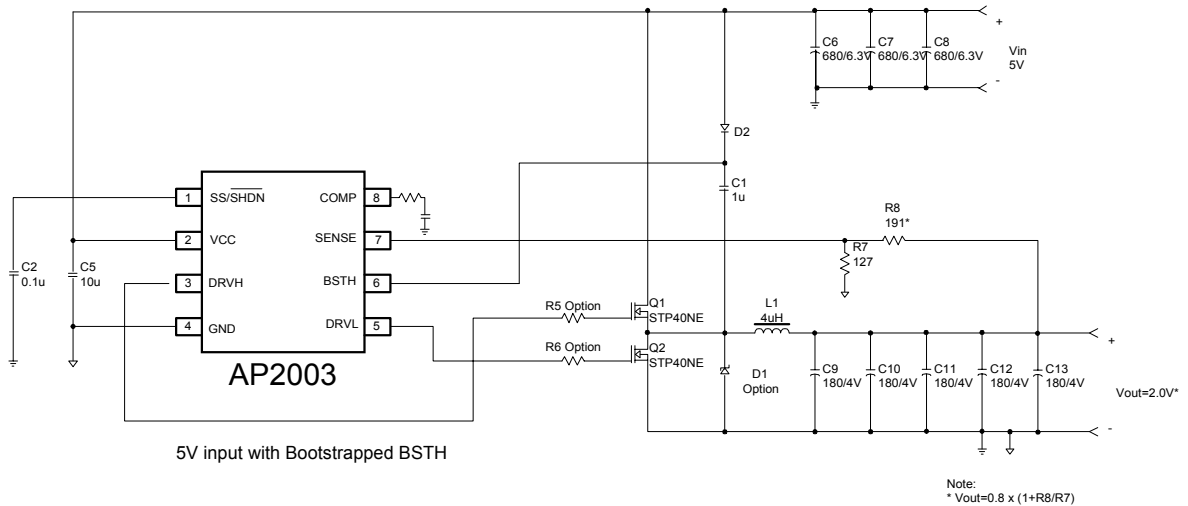 +
C6
680/6.3V
C7
680/6.3V
C8
680/6.3V
Vin
5V
-
D2
C1
1u
1
SS/SHDN
COMP
8
2
VCC
SENSE
7
3
DRVH
BSTH
6
4
GND
DRVL
5
AP2003
C2
0.1u
C5
10u
R8
191*
R7
127
R5 Option
Q1
STP40NE
R6 Option
Q2
STP40NE
L1
4uH
D1
Option
C9
180/4V
C10
180/4V
C11
180/4V
C12
180/4V
C13
180/4V
+
Vout=2.0V*
-
5V input with Bootstrapped BSTH
Note:
* Vout=0.8 x (1+R8/R7)